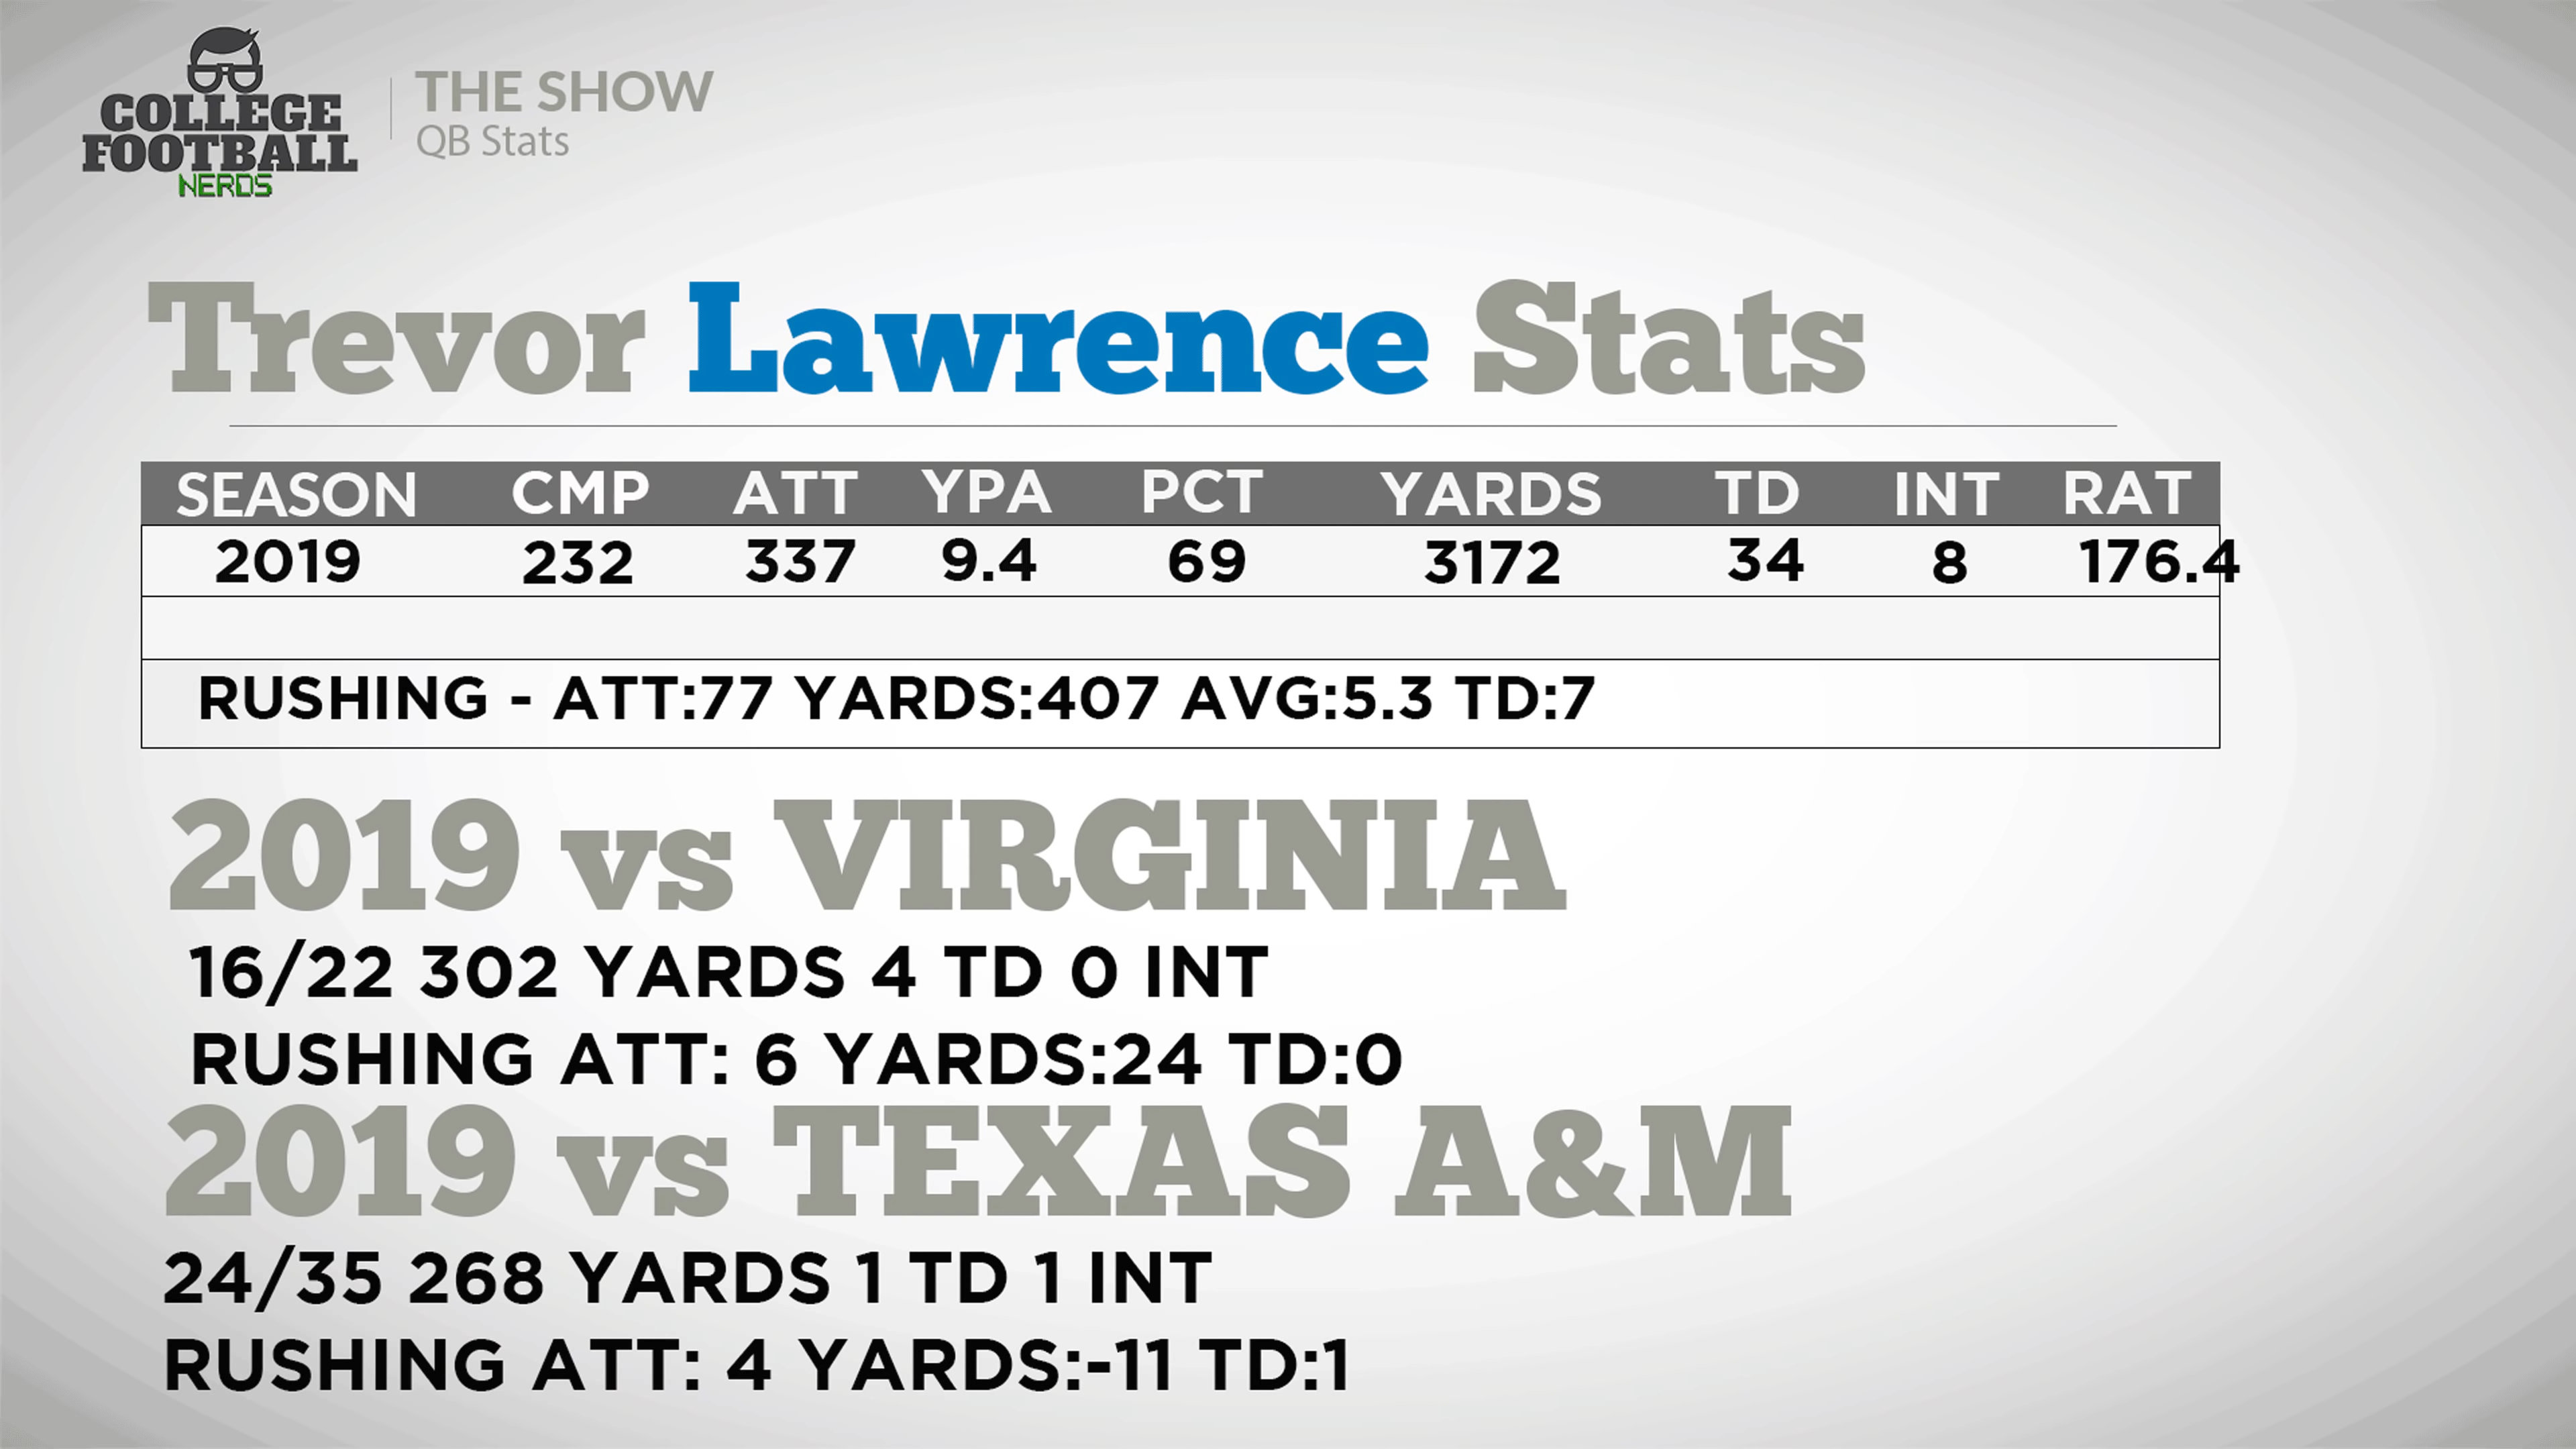 COLLEGE
FOOTBALL
NERDS
THE SHOW
QB Stats
Trevor Lawrence Stats
SEASON CMP ATT YPA PCT YARDS TD INT RAT
2019 232 337 9.4 69 3172 34 8 176.4
RUSHING - ATT:77 YARDS:407 AVG:5.3 TD:7
2019 vs VIRGINIA
16/22 302 YARDS 4 TD 0 INT
RUSHING ATT: 6 YARDS:24 TD:0
2019 vs TEXAS A&M
24/35 268 YARDS 1 TD 1 INT
RUSHING ATT: 4 YARDS:-11 TD:1